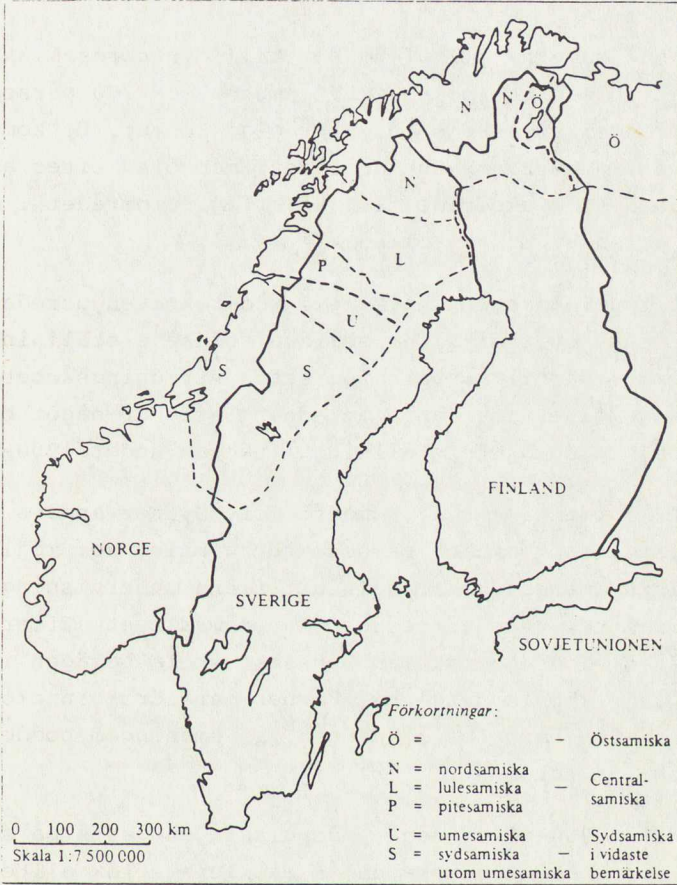 N
N
Ö
Ö
N
P
L
U
S
S
FINLAND
NORGE
SVERIGE
SOVJETUNIONEN
Förkortningar:
Ö = Östsamiska
N = nordsamiska
L = lulesamiska — Central-
P = pitesamiska samiska
U = umesamiska Sydsamiska
S = sydsamiska — i vidaste
utom umesamiska bemärkelse
0 100 200 300 km
Skala 1:7 500 000